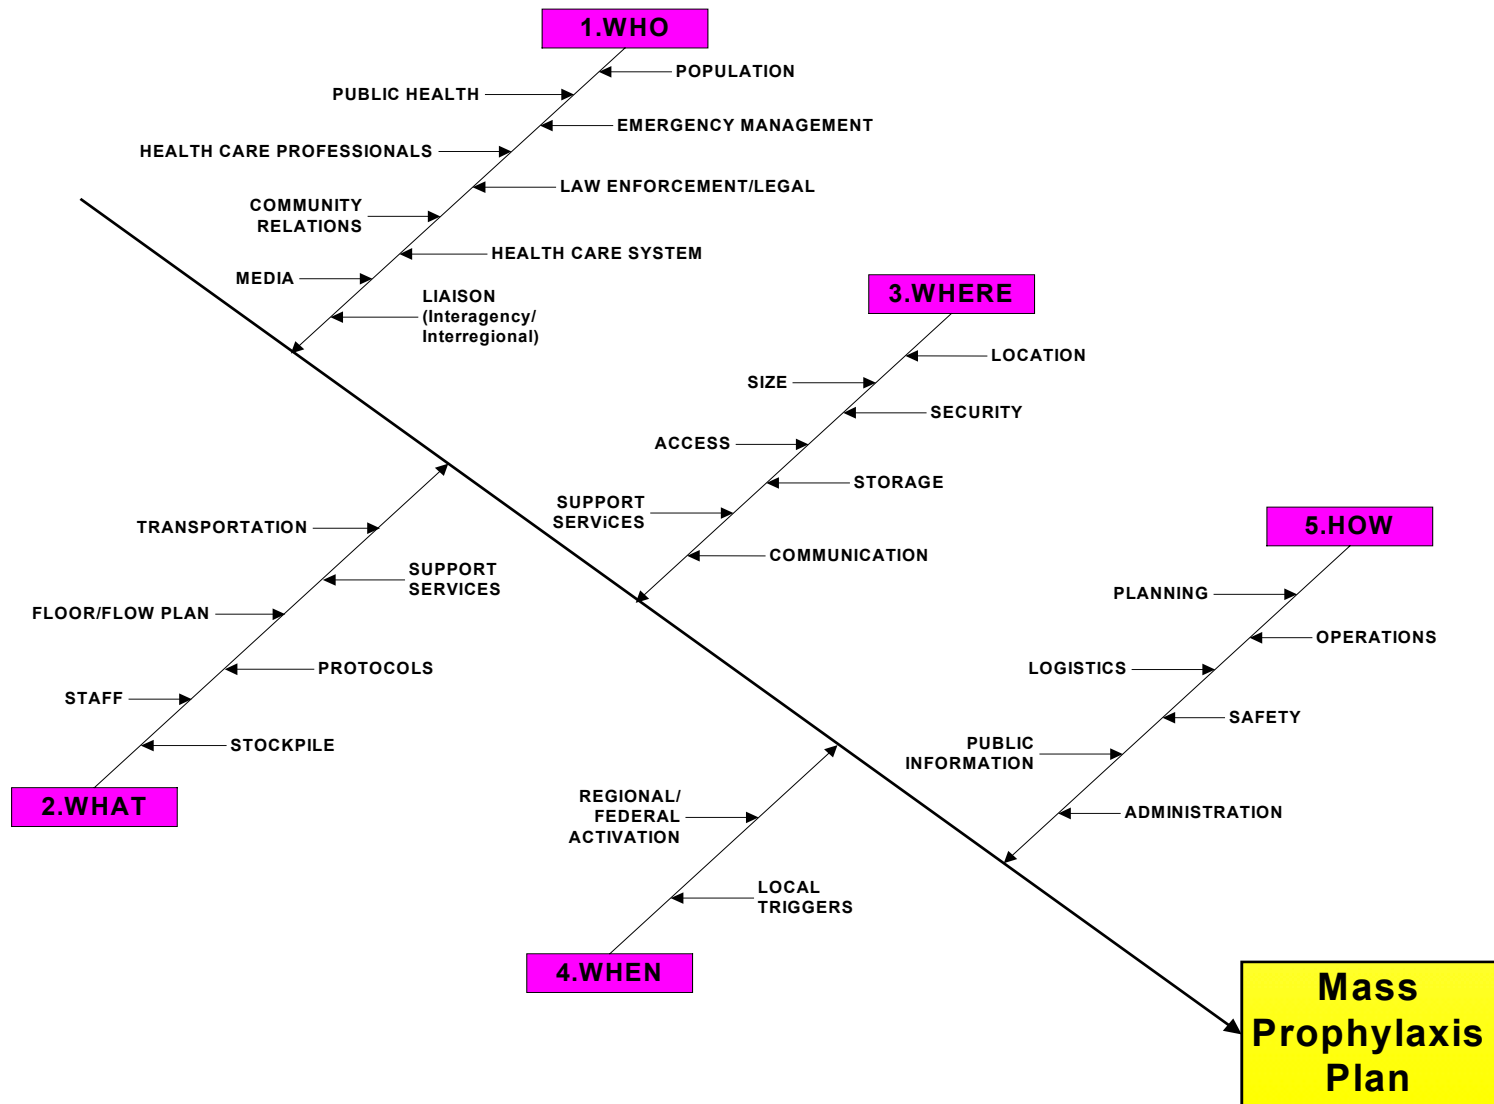 1.WHO
POPULATION
PUBLIC HEALTH
EMERGENCY MANAGEMENT
HEALTH CARE PROFESSIONALS
LAW ENFORCEMENT/LEGAL
COMMUNITY
RELATIONS
HEALTH CARE SYSTEM
MEDIA
LIAISON
(Interagency/
Interregional)
2.WHAT
TRANSPORTATION
SUPPORT
SERVICES
FLOOR/FLOW PLAN
PROTOCOLS
STAFF
STOCKPILE
3.WHERE
LOCATION
SIZE
SECURITY
ACCESS
STORAGE
SUPPORT
SERViCES
COMMUNICATION
4.WHEN
REGIONAL/
FEDERAL
ACTIVATION
LOCAL
TRIGGERS
5.HOW
PLANNING
OPERATIONS
LOGISTICS
SAFETY
PUBLIC
INFORMATION
ADMINISTRATION
Mass
Prophylaxis
Plan